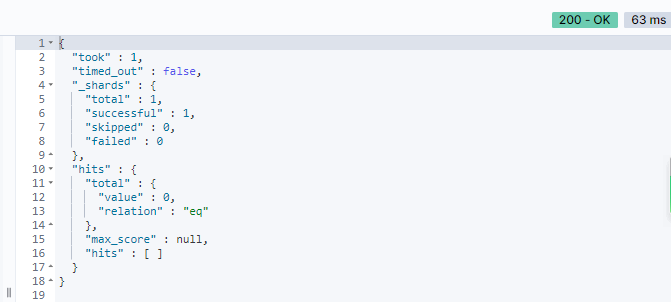 200 - OK 63 ms
1 {
2 "took" : 1,
3 "timed_out" : false,
4 "_shards" : {
5 "total" : 1,
6 "successful" : 1,
7 "skipped" : 0,
8 "failed" : 0
9 },
10 "hits" : {
11 "total" : {
12 "value" : 0,
13 "relation" : "eq"
14 },
15 "max_score" : null,
16 "hits" : [ ]
17 }
18 }
19